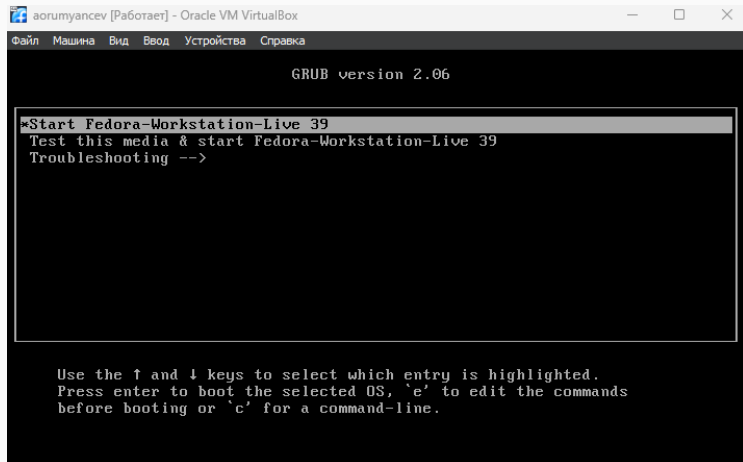 aorumyancev [Работает] - Oracle VM VirtualBox
Файл Машина Вид Ввод Устройства Справка
GRUB version 2.06
*Start Fedora-Workstation-Live 39
Test this media & start Fedora-Workstation-Live 39
Troubleshooting -->
Use the ↑ and ↓ keys to select which entry is highlighted.
Press enter to boot the selected OS, `e' to edit the commands
before booting or `c' for a command-line.